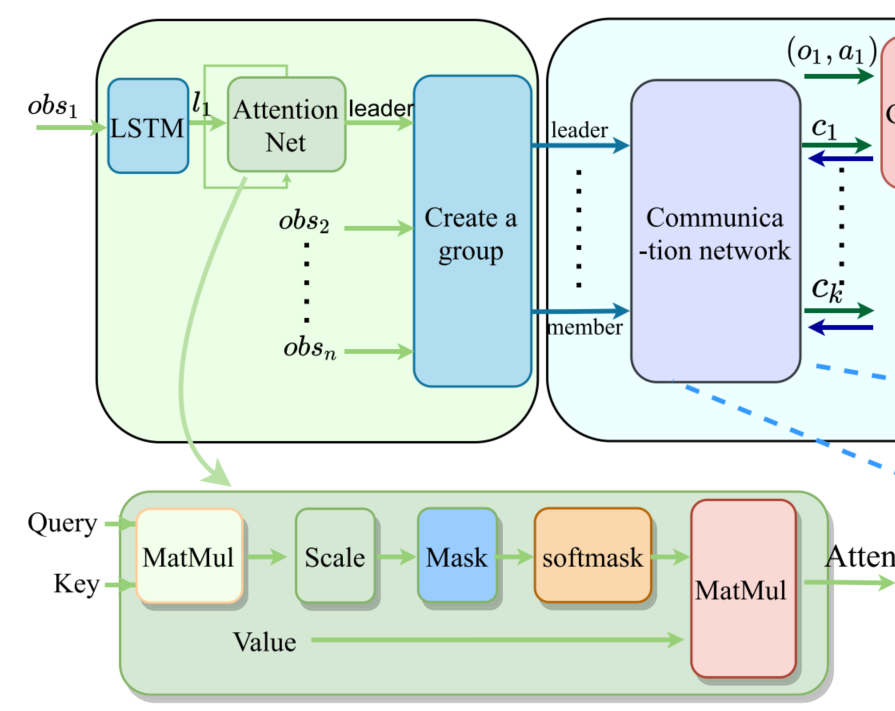 (o₁, a₁)
obs₁
l₁
LSTM
Attention
Net
leader
leader
c₁
obs₂
Create a
group
Communica
-tion network
cₖ
member
obsₙ
Query
Key
MatMul
Scale
Mask
softmask
MatMul
Atten
Value